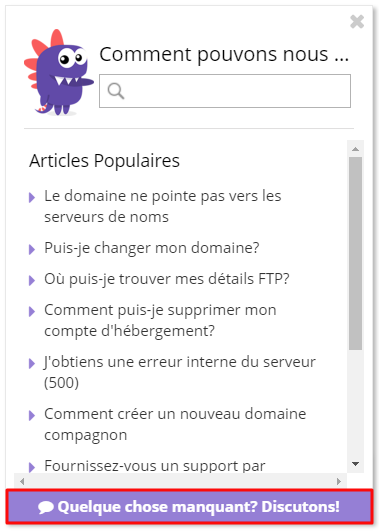 Comment pouvons nous ...
Articles Populaires
Le domaine ne pointe pas vers les
serveurs de noms
Puis-je changer mon domaine?
Où puis-je trouver mes détails FTP?
Comment puis-je supprimer mon
compte d'hébergement?
J'obtiens une erreur interne du serveur
(500)
Comment créer un nouveau domaine
compagnon
Fournissez-vous un support par
Quelque chose manquant? Discutons!